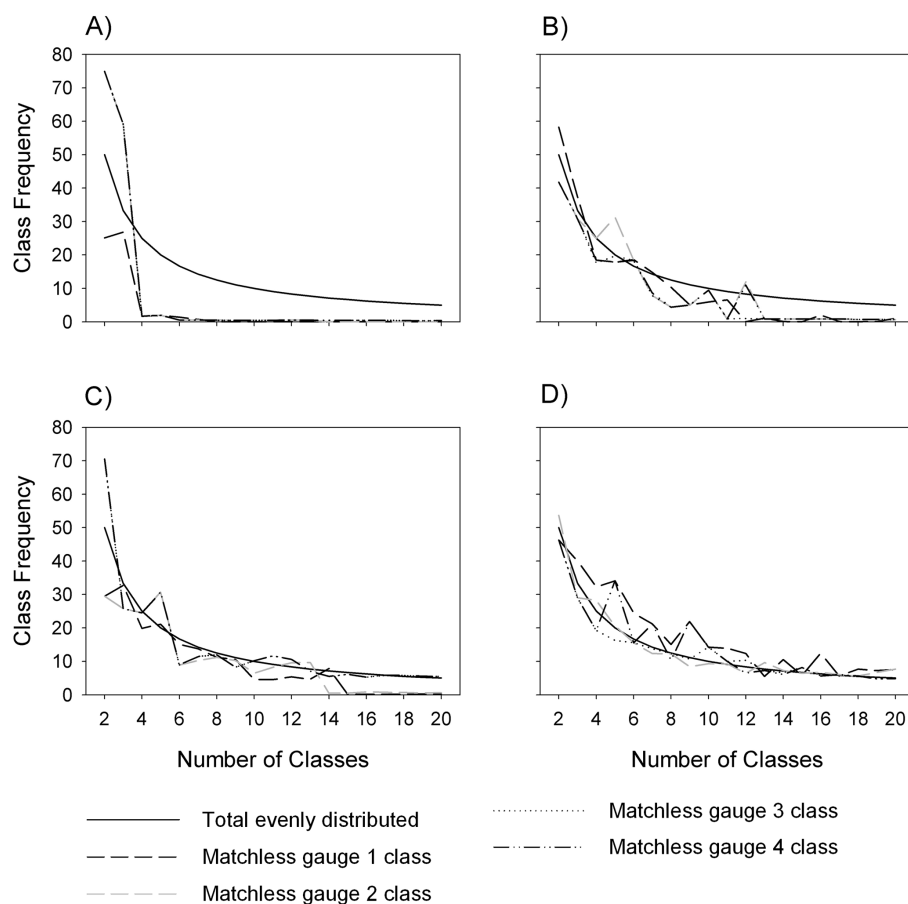 A)
B)
80
70
60
50
40
30
20
10
0
Class Frequency
C)
D)
80
70
60
50
40
30
20
10
0
Class Frequency
2 4 6 8 10 12 14 16 18 20
2 4 6 8 10 12 14 16 18 20
Number of Classes
Number of Classes
Total evenly distributed
Matchless gauge 1 class
Matchless gauge 2 class
Matchless gauge 3 class
Matchless gauge 4 class